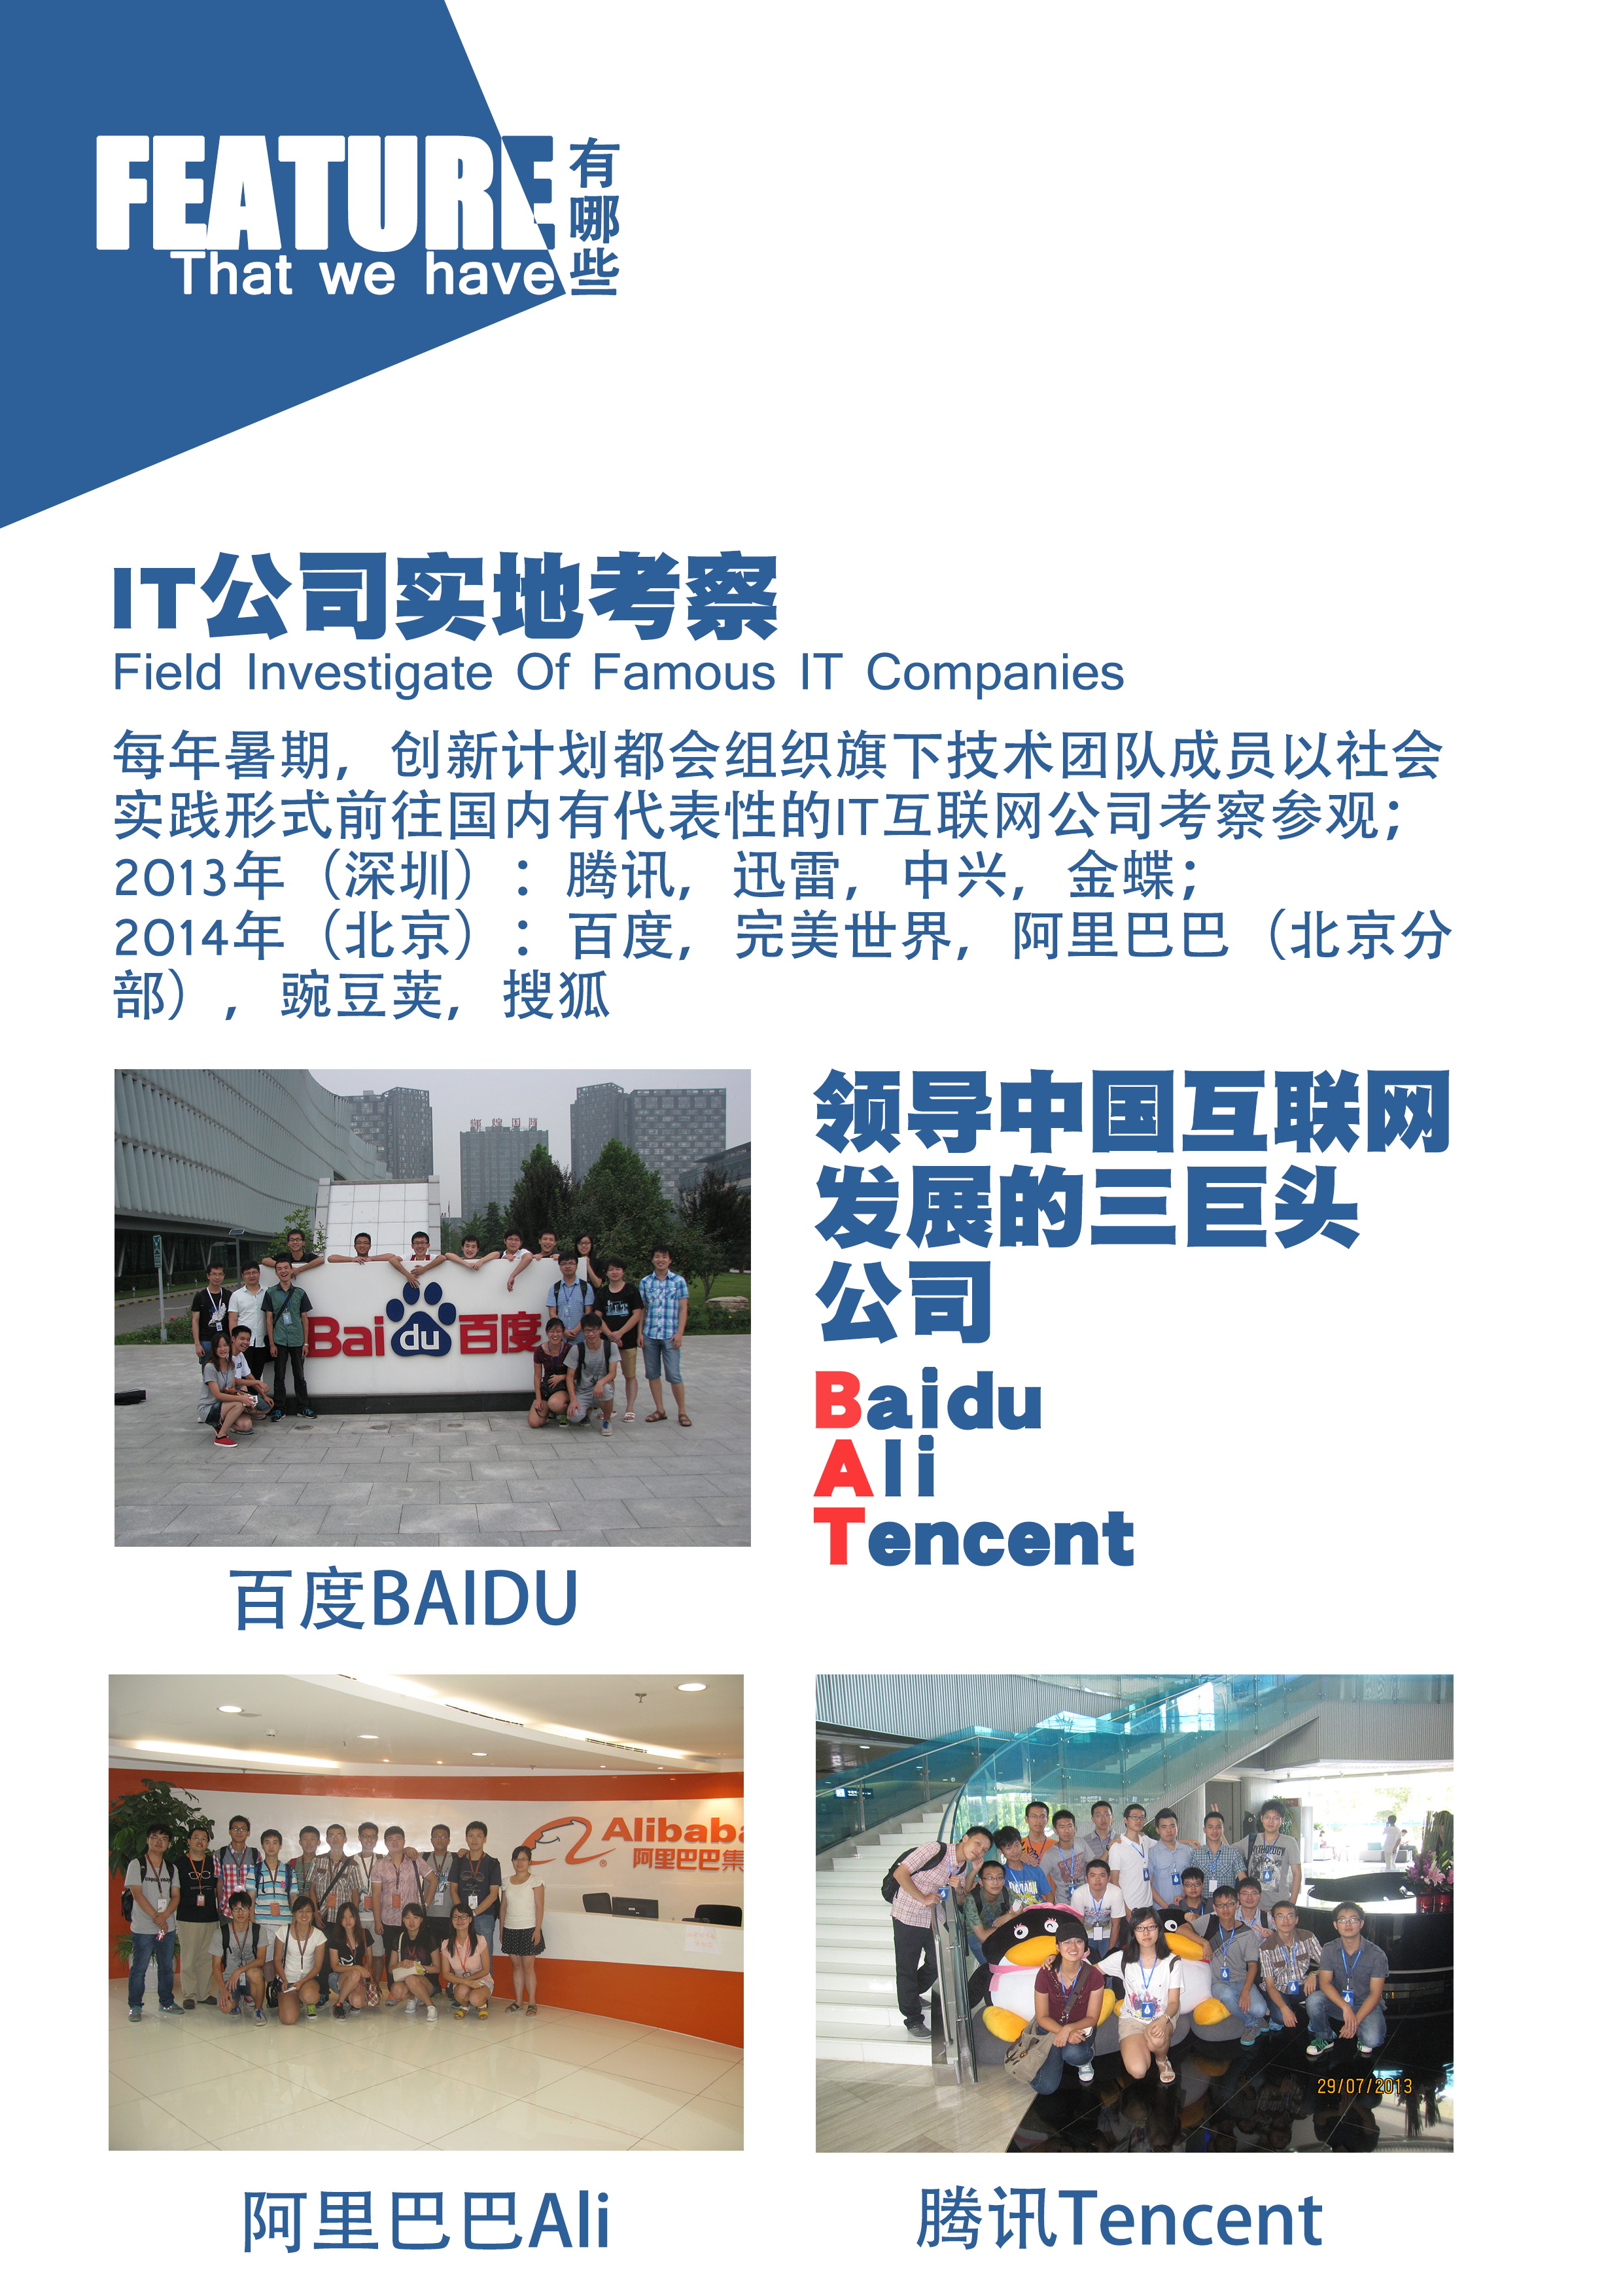 FEATURE
That we have
有哪些
IT公司实地考察
Field Investigate Of Famous IT Companies
每年暑期，创新计划都会组织旗下技术团队成员以社会
实践形式前往国内有代表性的IT互联网公司考察参观；
2013年（深圳）：腾讯，迅雷，中兴，金蝶；
2014年（北京）：百度，完美世界，阿里巴巴（北京分
部），豌豆荚，搜狐
领导中国互联网
发展的三巨头
公司
Baidu
Ali
Tencent
Bai du 百度
百度BAIDU
Alibaba
阿里巴巴集
29/07/2013
阿里巴巴Ali
腾讯Tencent